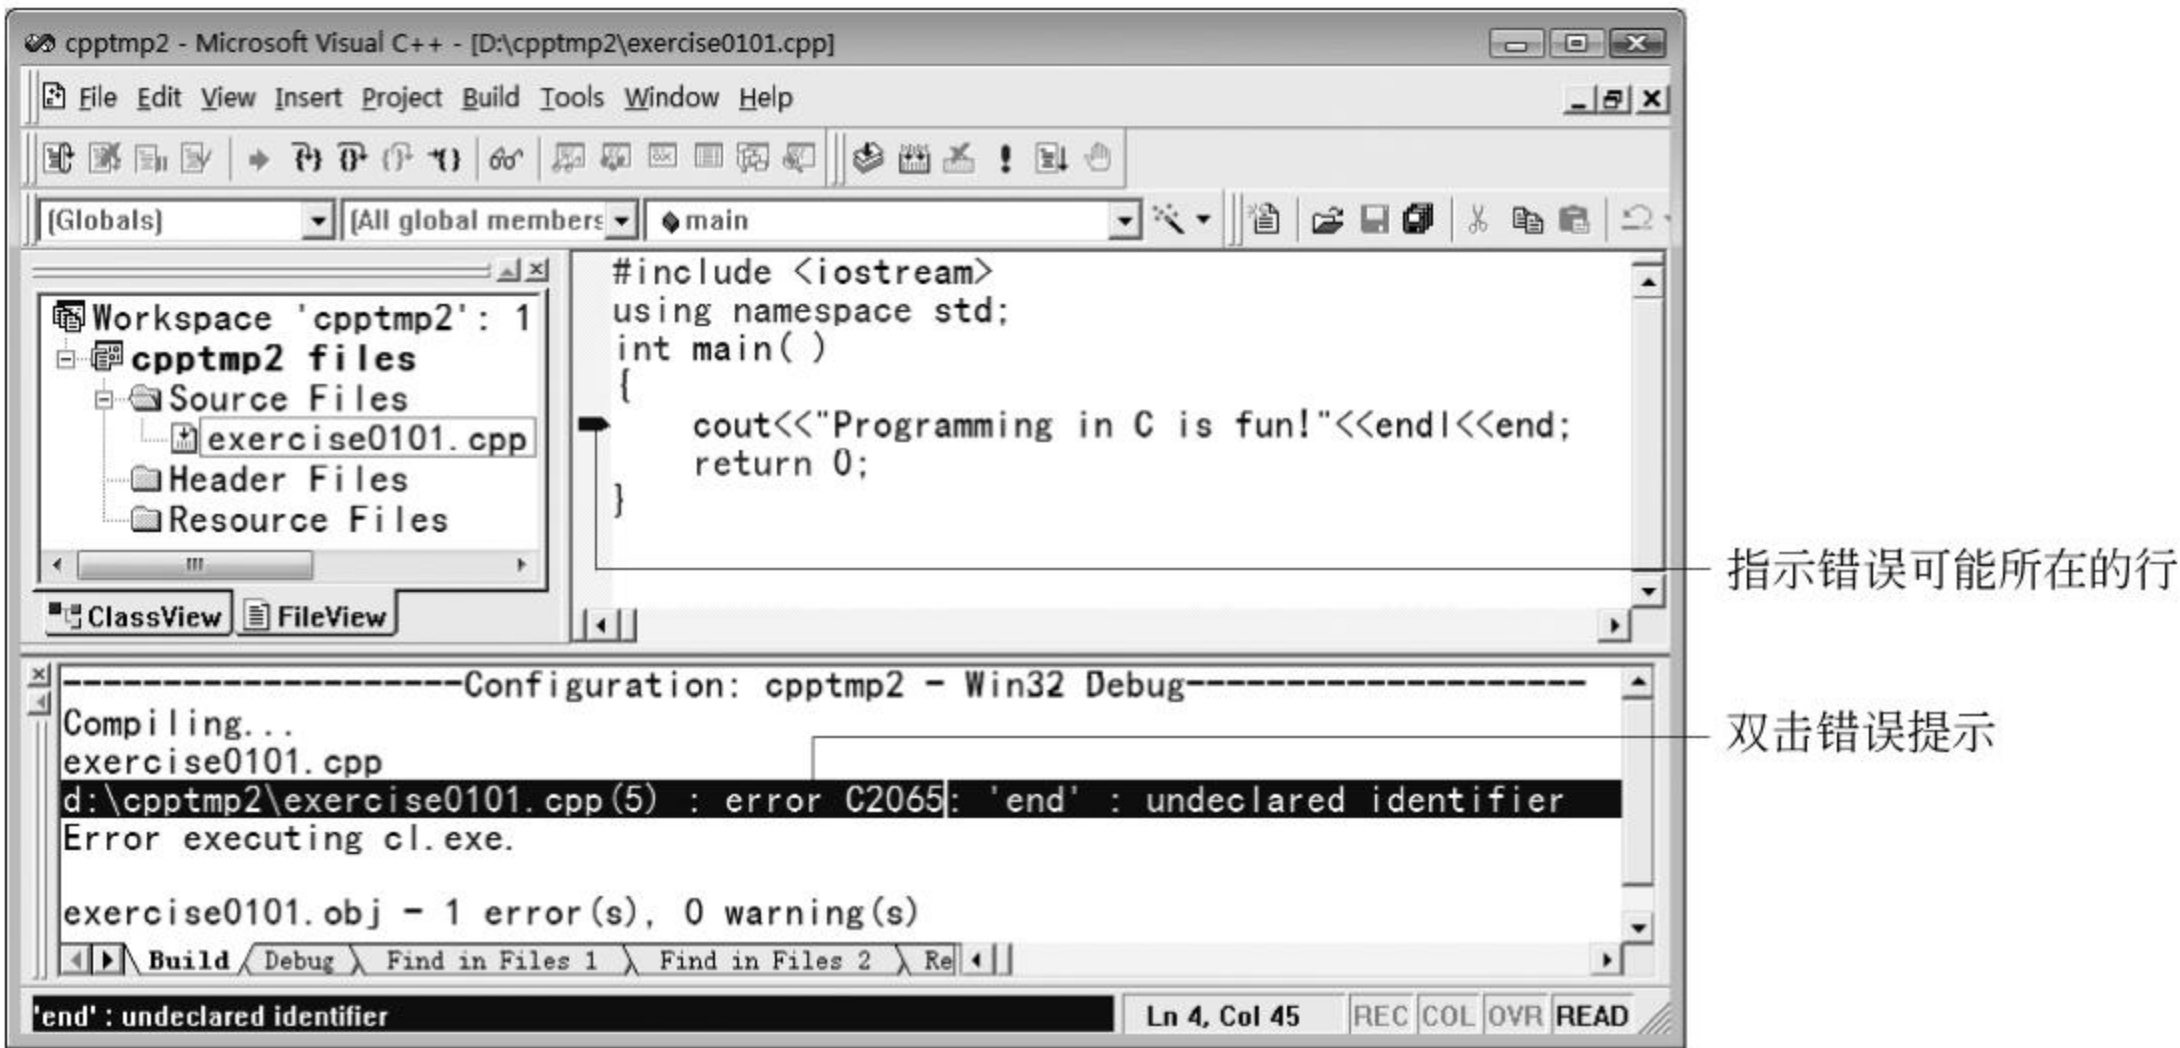 cpptmp2 - Microsoft Visual C++ - [D:\cpptmp2\exercise0101.cpp]
File Edit View Insert Project Build Tools Window Help
(Globals) (All global members main
Workspace 'cpptmp2': 1
cpptmp2 files
Source Files
exercise0101.cpp
Header Files
Resource Files
ClassView FileView
#include <iostream>
using namespace std;
int main( )
{
cout<<"Programming in C is fun!"<<endl<<end;
return 0;
}
指示错误可能所在的行
--------------------Configuration: cpptmp2 - Win32 Debug--------------------
Compiling...
exercise0101.cpp
d:\cpptmp2\exercise0101.cpp(5) : error C2065: 'end' : undeclared identifier
Error executing cl.exe.
exercise0101.obj - 1 error(s), 0 warning(s)
双击错误提示
Build Debug Find in Files 1 Find in Files 2 Re
'end' : undeclared identifier
Ln 4, Col 45 REC COL OVR READ